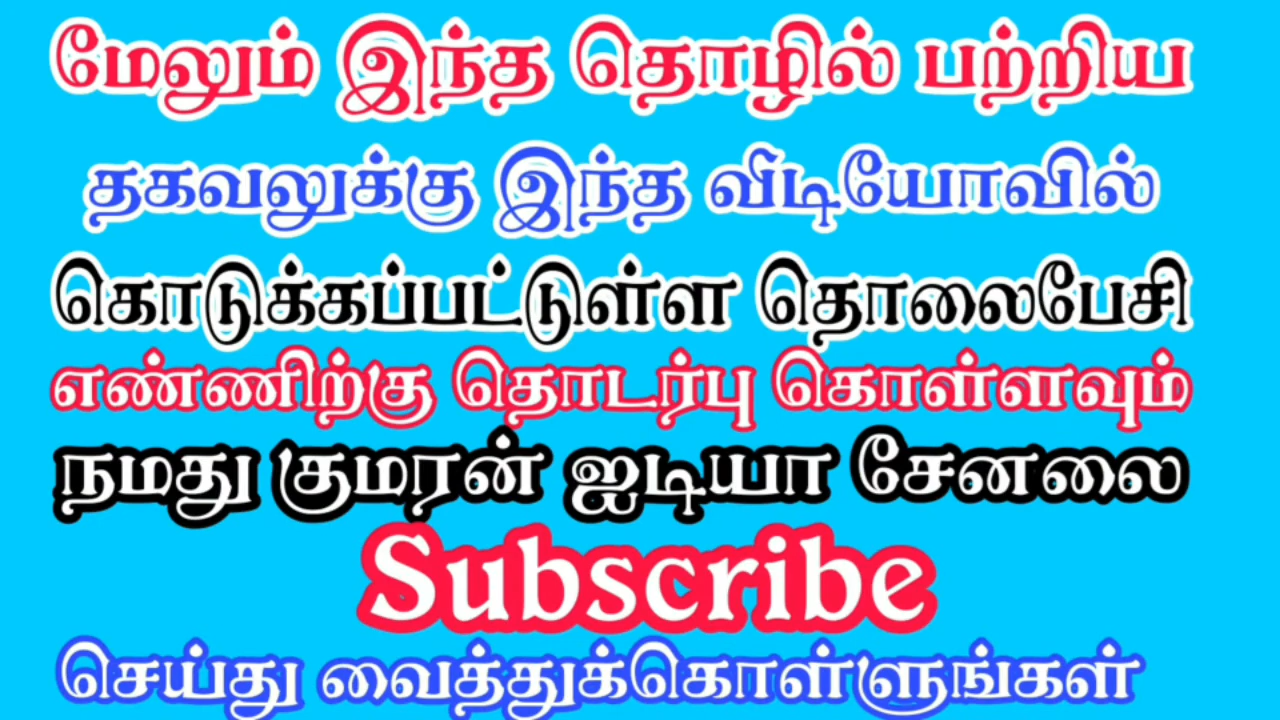 மேலும் இந்த தொழில் பற்றிய
தகவலுக்கு இந்த வீடியோவில்
கொடுக்கப்பட்டுள்ள தொலைபேசி
எண்ணிற்கு தொடர்பு கொள்ளவும்
நமது குமரன் ஐடியா சேனலை
Subscribe
செய்து வைத்துக்கொள்ளுங்கள்